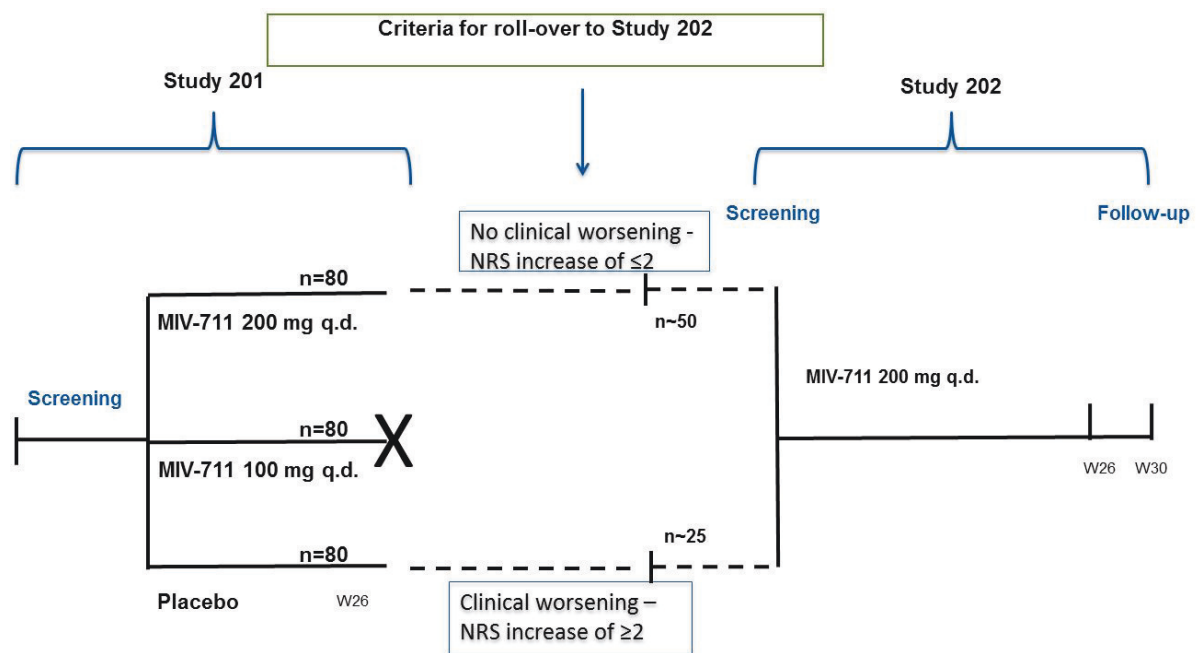 Criteria for roll-over to Study 202
Study 201
Study 202
Screening
Follow-up
No clinical worsening -
NRS increase of ≤2
n=80
MIV-711 200 mg q.d.
n~50
MIV-711 200 mg q.d.
Screening
n=80
X
MIV-711 100 mg q.d.
W26
W30
n~25
n=80
Placebo
W26
Clinical worsening –
NRS increase of ≥2